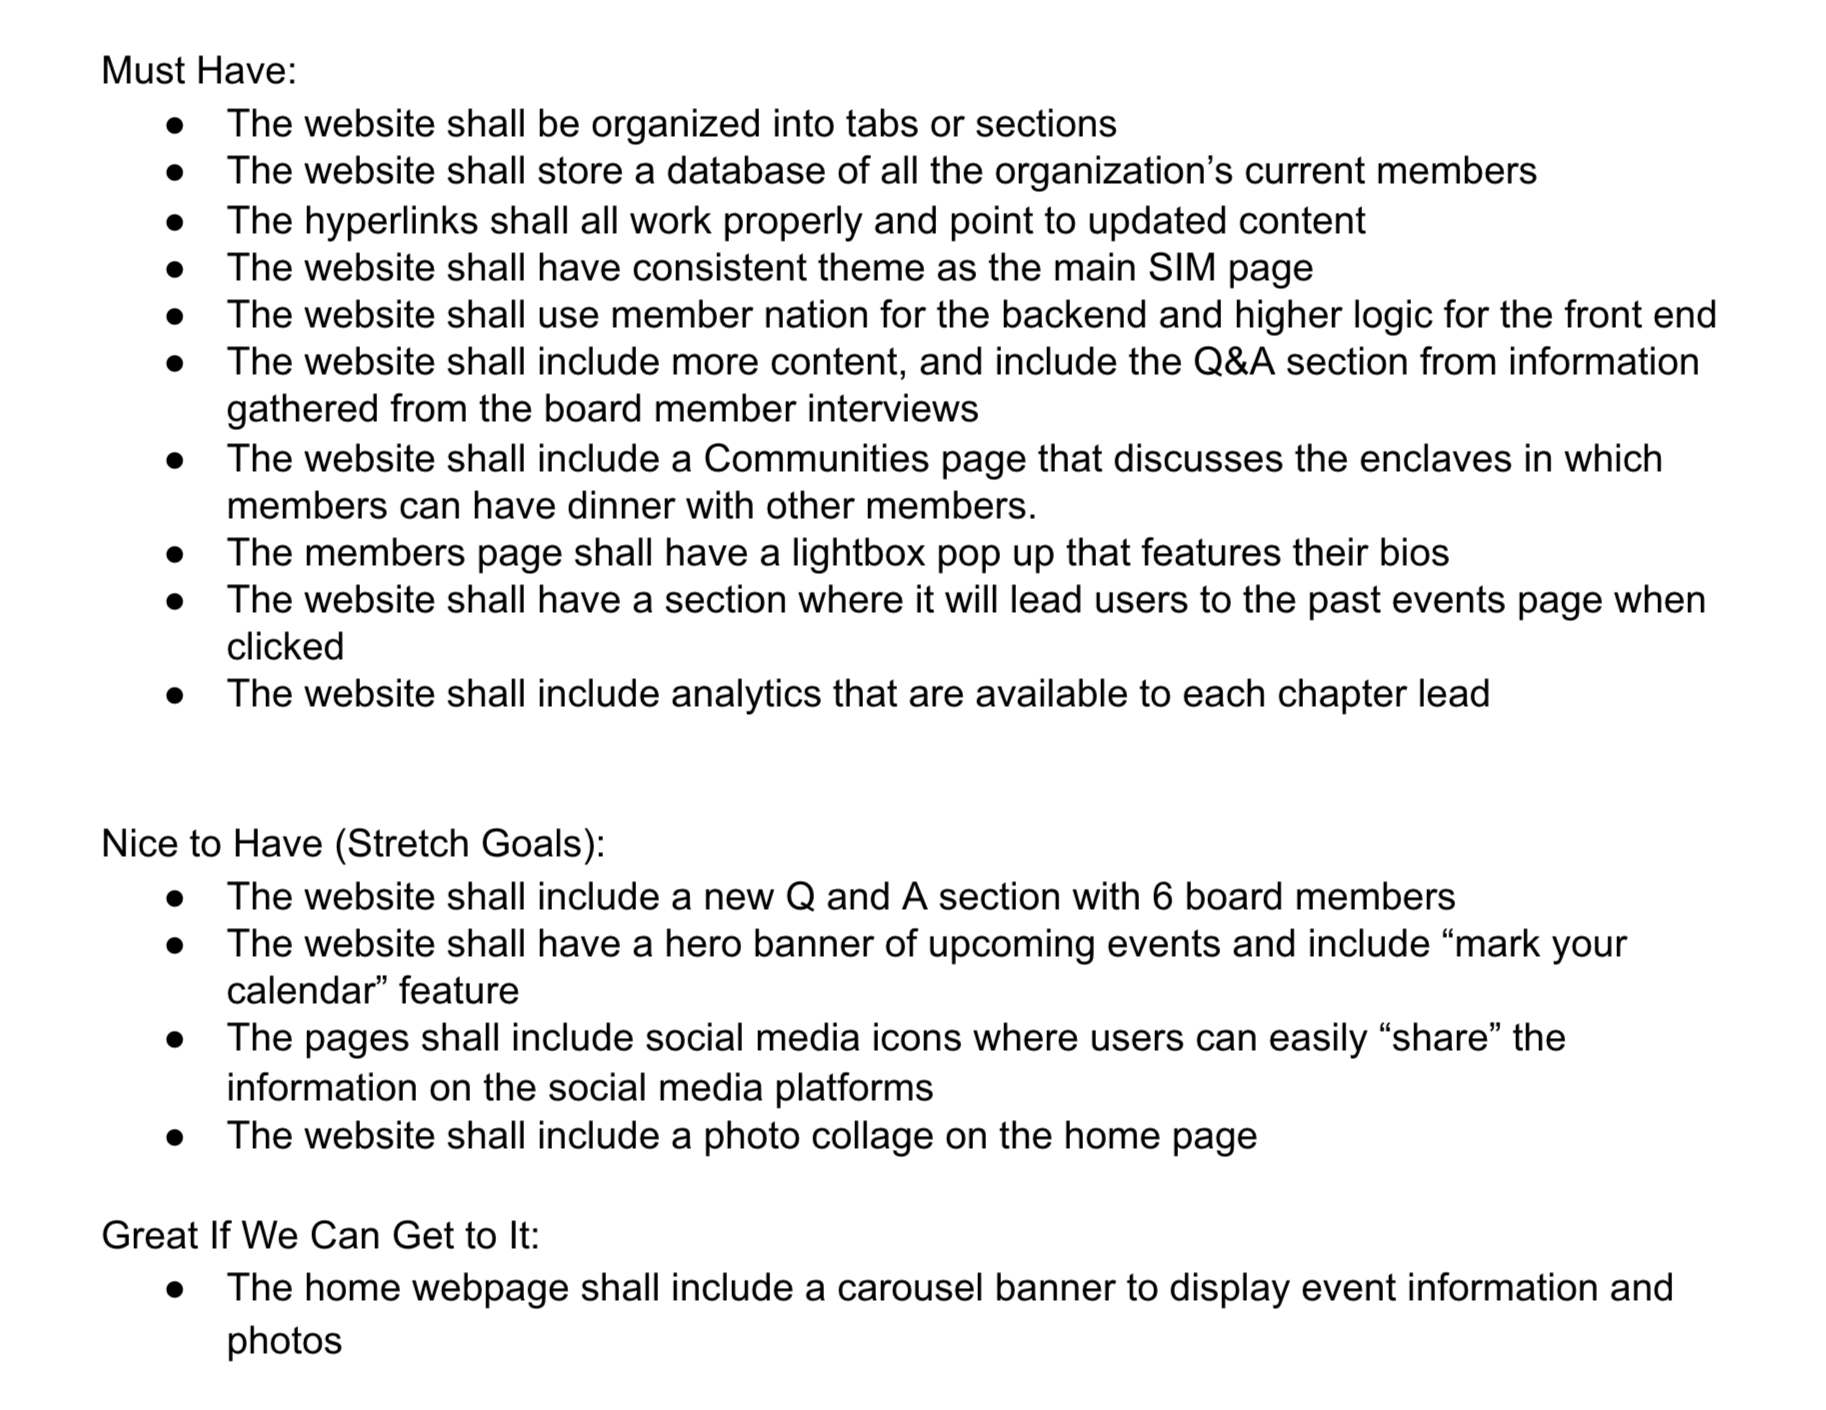 Must Have:
● The website shall be organized into tabs or sections
● The website shall store a database of all the organization’s current members
● The hyperlinks shall all work properly and point to updated content
● The website shall have consistent theme as the main SIM page
● The website shall use member nation for the backend and higher logic for the front end
● The website shall include more content, and include the Q&A section from information
gathered from the board member interviews
● The website shall include a Communities page that discusses the enclaves in which
members can have dinner with other members.
● The members page shall have a lightbox pop up that features their bios
● The website shall have a section where it will lead users to the past events page when
clicked
● The website shall include analytics that are available to each chapter lead
Nice to Have (Stretch Goals):
● The website shall include a new Q and A section with 6 board members
● The website shall have a hero banner of upcoming events and include “mark your
calendar” feature
● The pages shall include social media icons where users can easily “share” the
information on the social media platforms
● The website shall include a photo collage on the home page
Great If We Can Get to It:
● The home webpage shall include a carousel banner to display event information and
photos